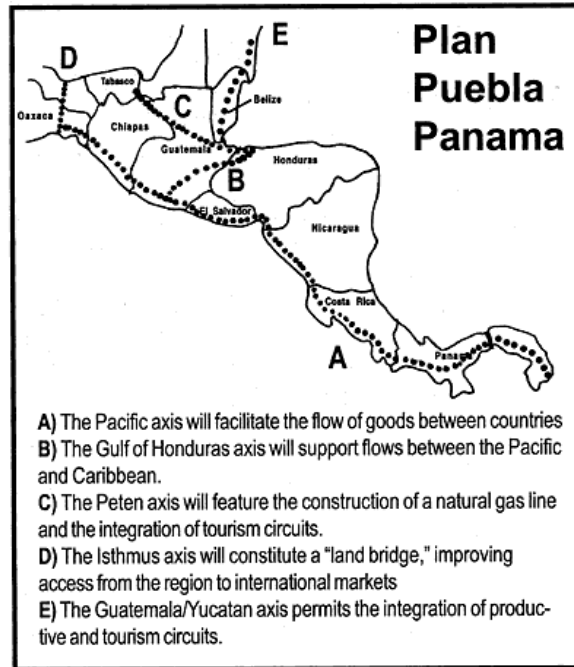 Plan
Puebla
Panama
D
E
Tabasco
C
Belize
Oaxaca
Chiapas
Guatemala
Honduras
B
El Salvador
Nicaragua
Costa Rica
A
Panama
A) The Pacific axis will facilitate the flow of goods between countries
B) The Gulf of Honduras axis will support flows between the Pacific
and Caribbean.
C) The Peten axis will feature the construction of a natural gas line
and the integration of tourism circuits.
D) The Isthmus axis will constitute a “land bridge,” improving
access from the region to international markets
E) The Guatemala/Yucatan axis permits the integration of produc-
tive and tourism circuits.